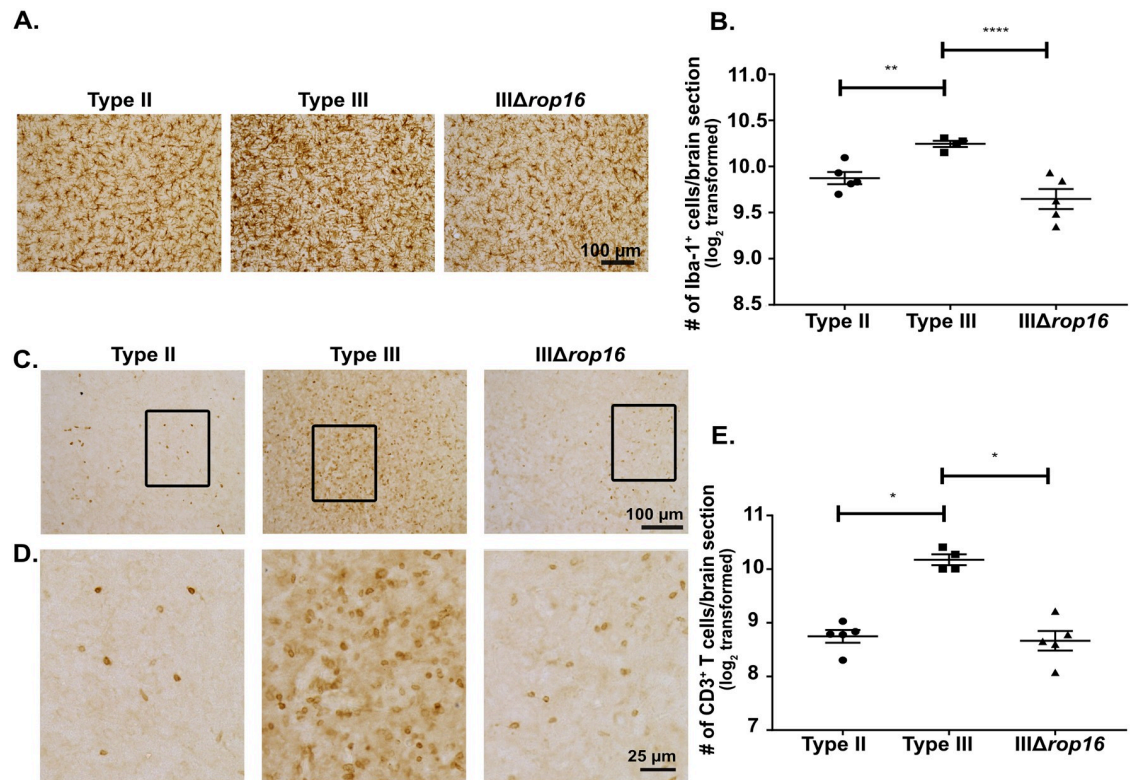 A.
Type II
Type III
IIIΔrop16
100 µm
B.
****
**
# of Iba-1⁺ cells/brain section
(log₂ transformed)
11.0
10.5
10.0
9.5
9.0
8.5
Type II
Type III
IIIΔrop16
C.
Type II
Type III
IIIΔrop16
100 µm
D.
25 µm
E.
*
*
# of CD3⁺ T cells/brain section
(log₂ transformed)
11
10
9
8
7
Type II
Type III
IIIΔrop16